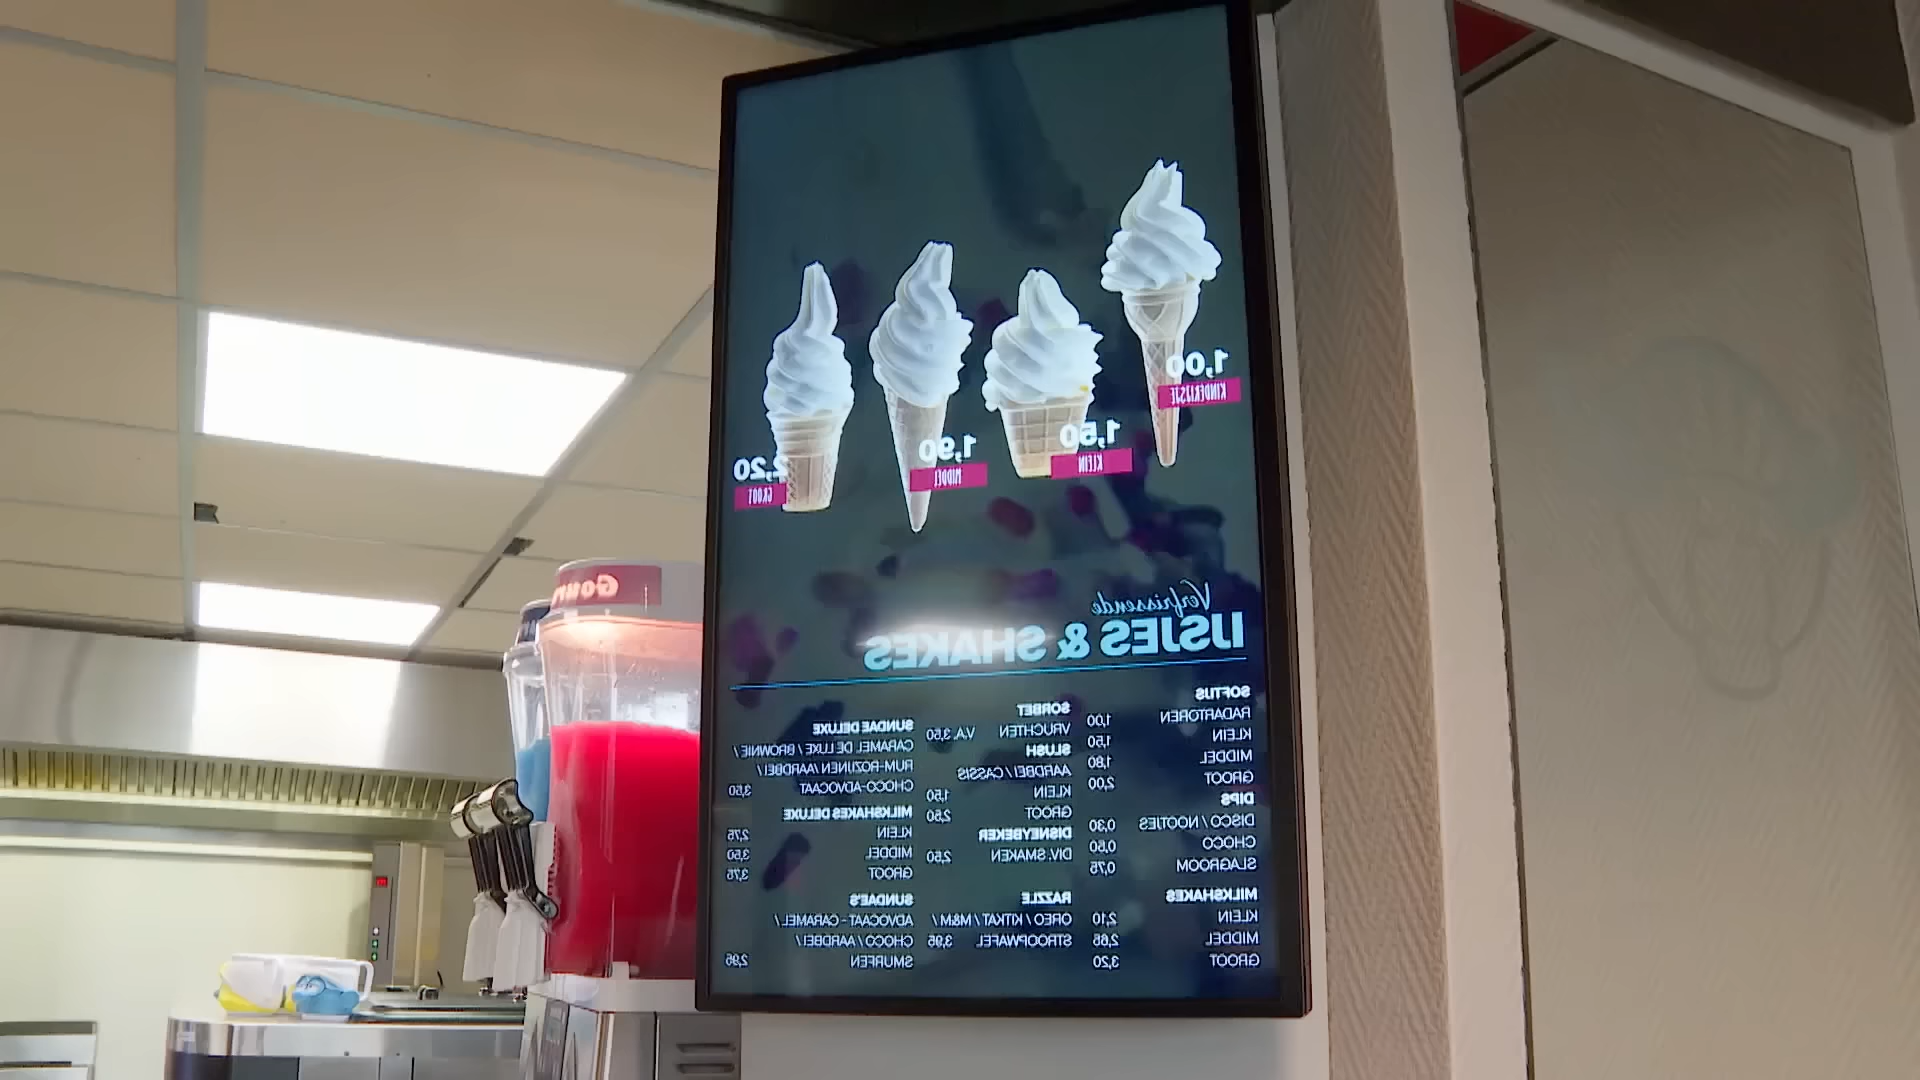 1,00
KINDERIJSJE
1,50
KLEIN
1,90
MIDDEL
2,20
GROOT
Gour
Verfrissende
IJSJES & SHAKES
SOFTIJS
RADARTOREN 1,00
KLEIN 1,50
MIDDEL 1,80
GROOT 2,00
DIPS
DISCO / NOOTJES 0,30
CHOCO 0,50
SLAGROOM 0,75
MILKSHAKES
KLEIN 2,10
MIDDEL 2,65
GROOT 3,20
SORBET
VRUCHTEN V.A. 3,50
SLUSH
AARDBEI / CASSIS
KLEIN 1,50
GROOT 2,50
DISNEYBEKER
DIV. SMAKEN 2,50
RAZZLE
OREO / KITKAT / M&M /
STROOPWAFEL 3,95
SUNDAE DELUXE
CARAMEL DE LUXE / BROWNIE /
RUM-ROZIJNEN / AARDBEI /
CHOCO-ADVOCAAT 3,50
MILKSHAKES DELUXE
KLEIN 2,75
MIDDEL 3,50
GROOT 3,75
SUNDAE'S
ADVOCAAT - CARAMEL /
CHOCO / AARDBEI /
SMURFEN 2,95